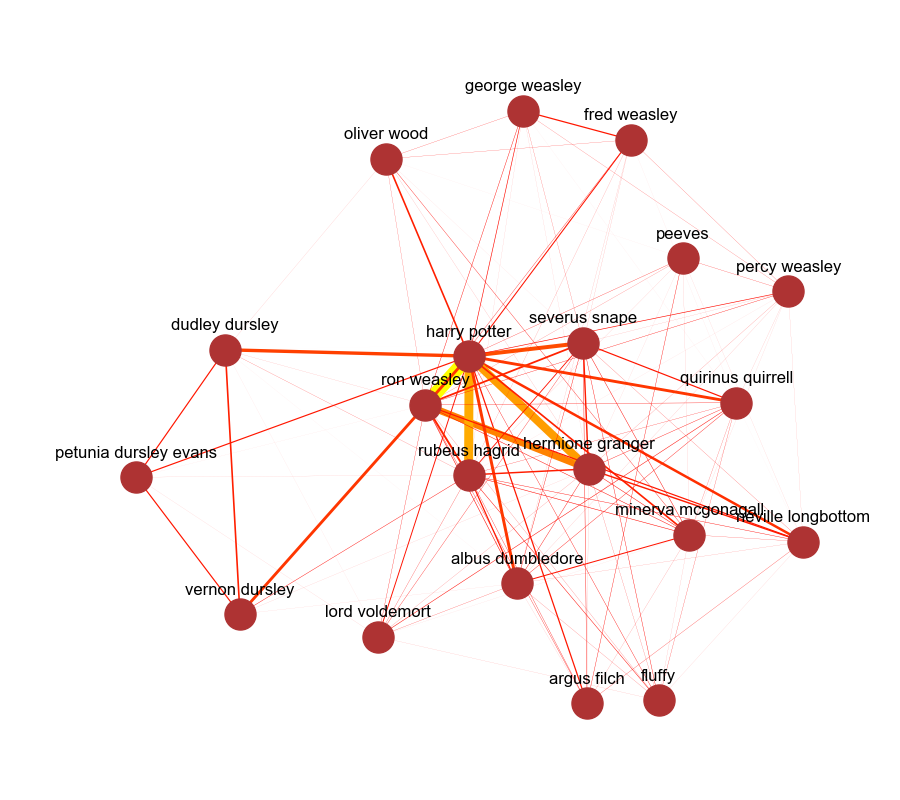 george weasley
fred weasley
oliver wood
peeves
percy weasley
severus snape
dudley dursley
harry potter
ron weasley
quirinus quirrell
hermione granger
rubeus hagrid
petunia dursley evans
minerva mcgonagall
neville longbottom
albus dumbledore
vernon dursley
lord voldemort
argus filch
fluffy